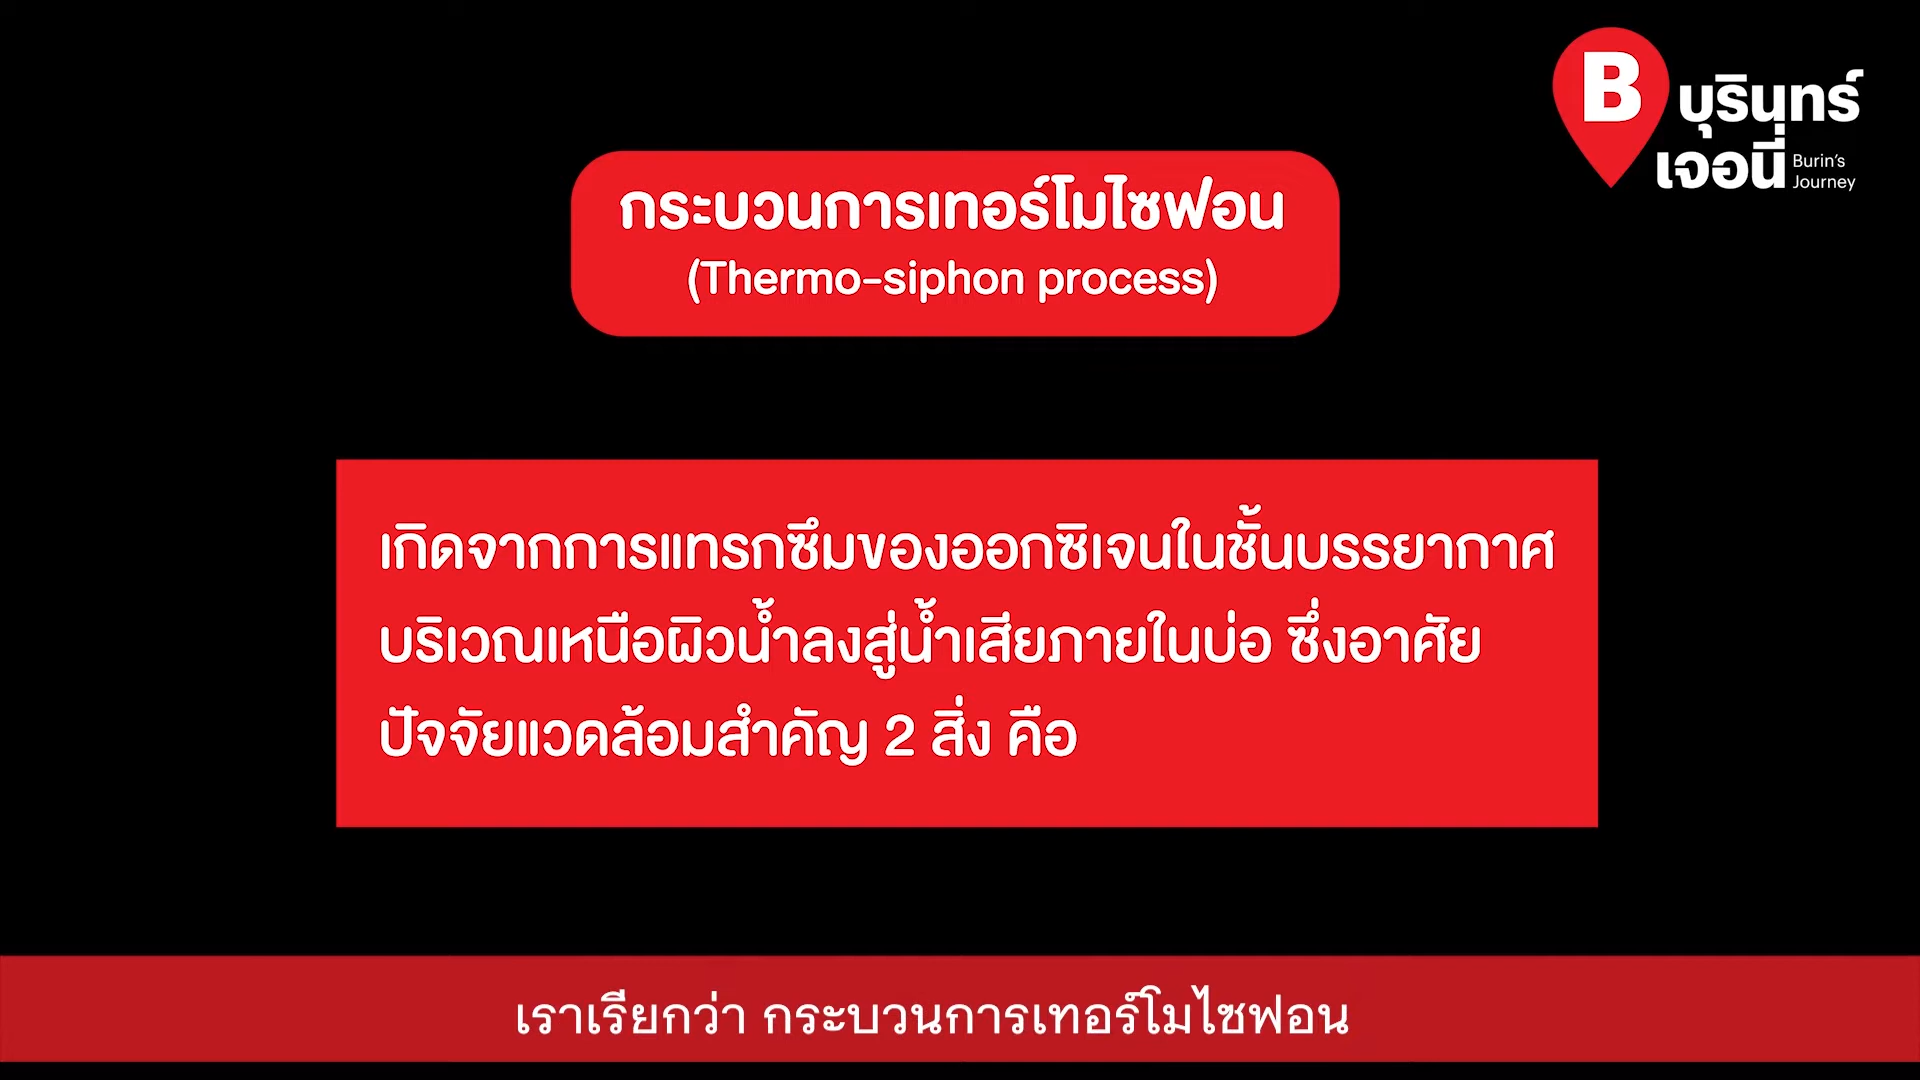 B
บุรินทร์
เจอนี่
Burin's
Journey
กระบวนการเทอร์โมไซฟอน
(Thermo-siphon process)
เกิดจากการแทรกซึมของออกซิเจนในชั้นบรรยากาศ
บริเวณเหนือผิวน้ำลงสู่น้ำเสียภายในบ่อ ซึ่งอาศัย
ปัจจัยแวดล้อมสำคัญ 2 สิ่ง คือ
เราเรียกว่า กระบวนการเทอร์โมไซฟอน